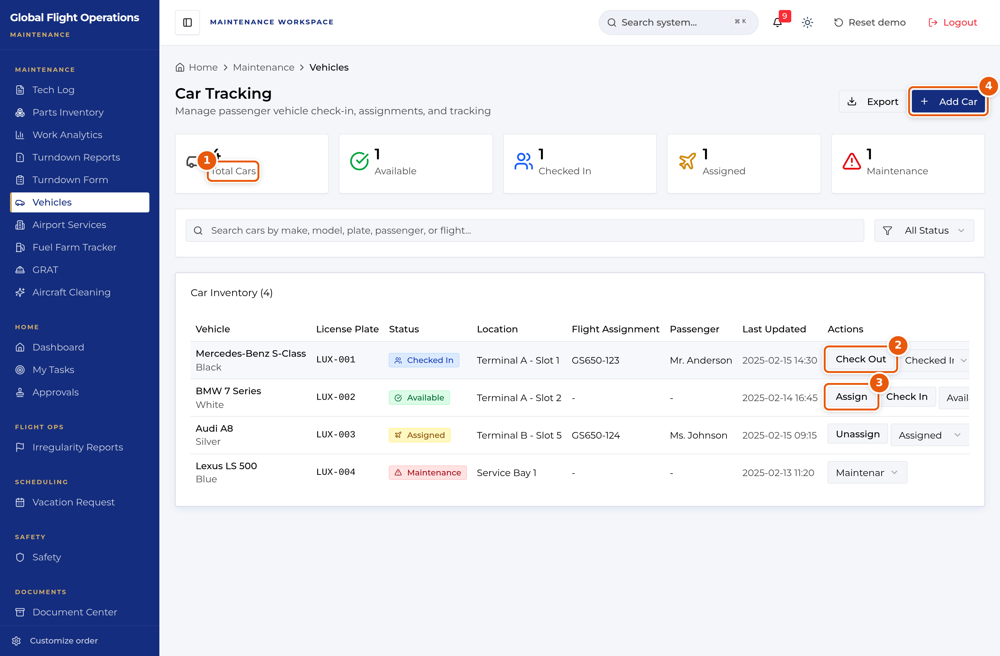 Global Flight Operations
MAINTENANCE
MAINTENANCE
Tech Log
Parts Inventory
Work Analytics
Turndown Reports
Turndown Form
Vehicles
Airport Services
Fuel Farm Tracker
GRAT
Aircraft Cleaning
HOME
Dashboard
My Tasks
Approvals
FLIGHT OPS
Irregularity Reports
SCHEDULING
Vacation Request
SAFETY
Safety
DOCUMENTS
Document Center
Customize order
MAINTENANCE WORKSPACE
Search system... ⌘ K
9
Reset demo
Logout
Home > Maintenance > Vehicles
Car Tracking
Manage passenger vehicle check-in, assignments, and tracking
Export
+ Add Car
4
1
4
Total Cars
1
Available
1
Checked In
1
Assigned
1
Maintenance
Search cars by make, model, plate, passenger, or flight...
All Status
Car Inventory (4)
Vehicle License Plate Status Location Flight Assignment Passenger Last Updated Actions
2
Mercedes-Benz S-Class LUX-001 Checked In Terminal A - Slot 1 GS650-123 Mr. Anderson 2025-02-15 14:30 Check Out Checked In
Black
3
BMW 7 Series LUX-002 Available Terminal A - Slot 2 - - 2025-02-14 16:45 Assign Check In Avail
White
Audi A8 LUX-003 Assigned Terminal B - Slot 5 GS650-124 Ms. Johnson 2025-02-15 09:15 Unassign Assigned
Silver
Lexus LS 500 LUX-004 Maintenance Service Bay 1 - - 2025-02-13 11:20 Maintenar
Blue